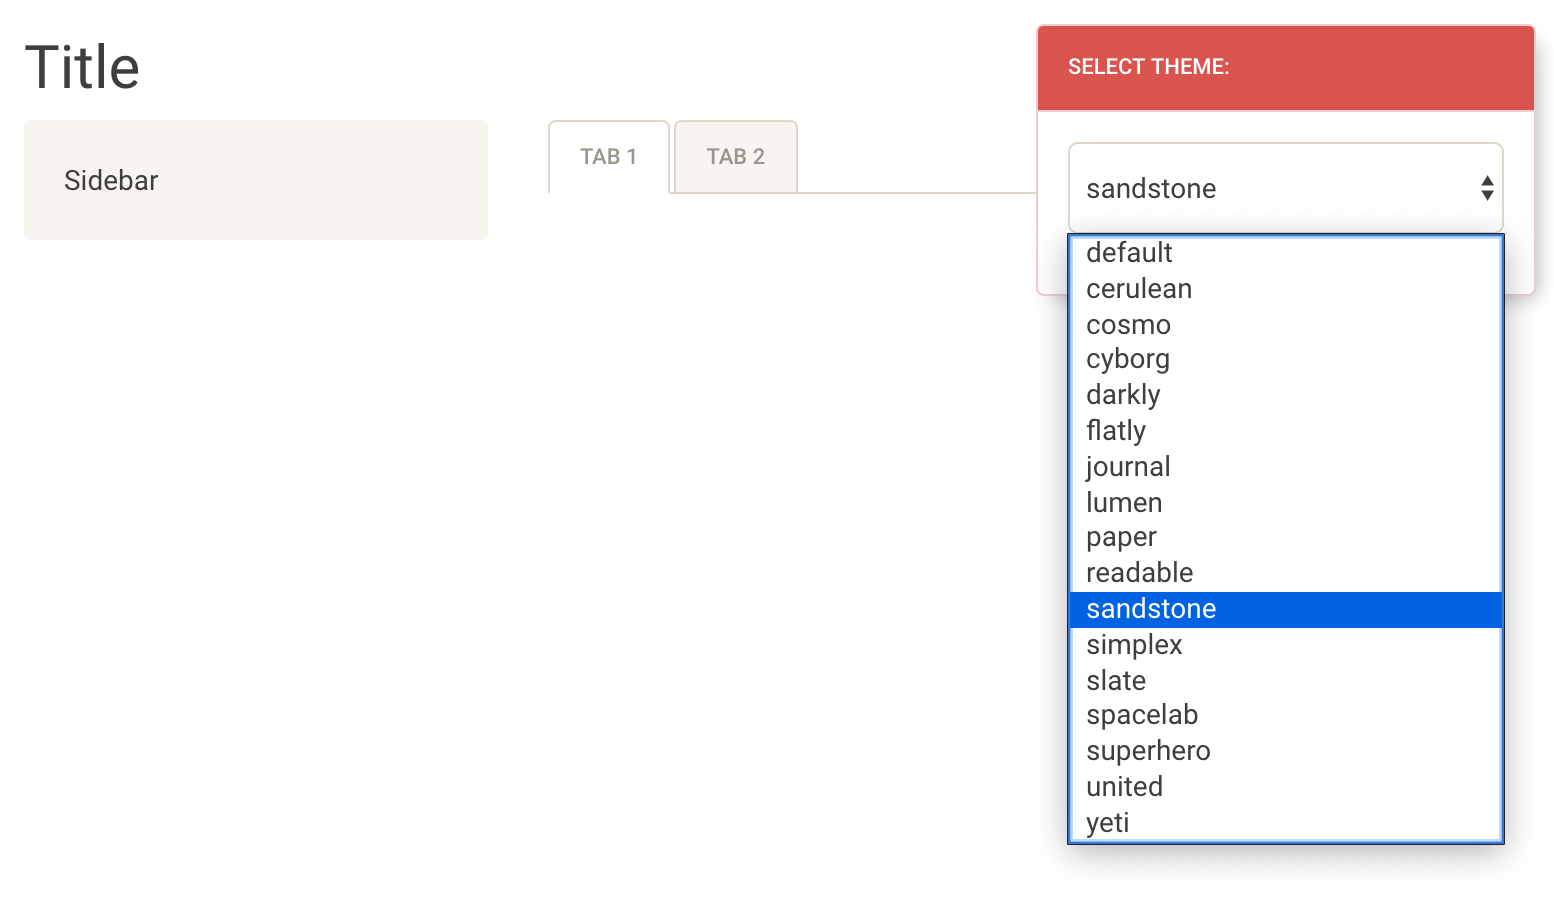 Title
Sidebar
TAB 1
TAB 2
SELECT THEME:
sandstone
default
cerulean
cosmo
cyborg
darkly
flatly
journal
lumen
paper
readable
sandstone
simplex
slate
spacelab
superhero
united
yeti